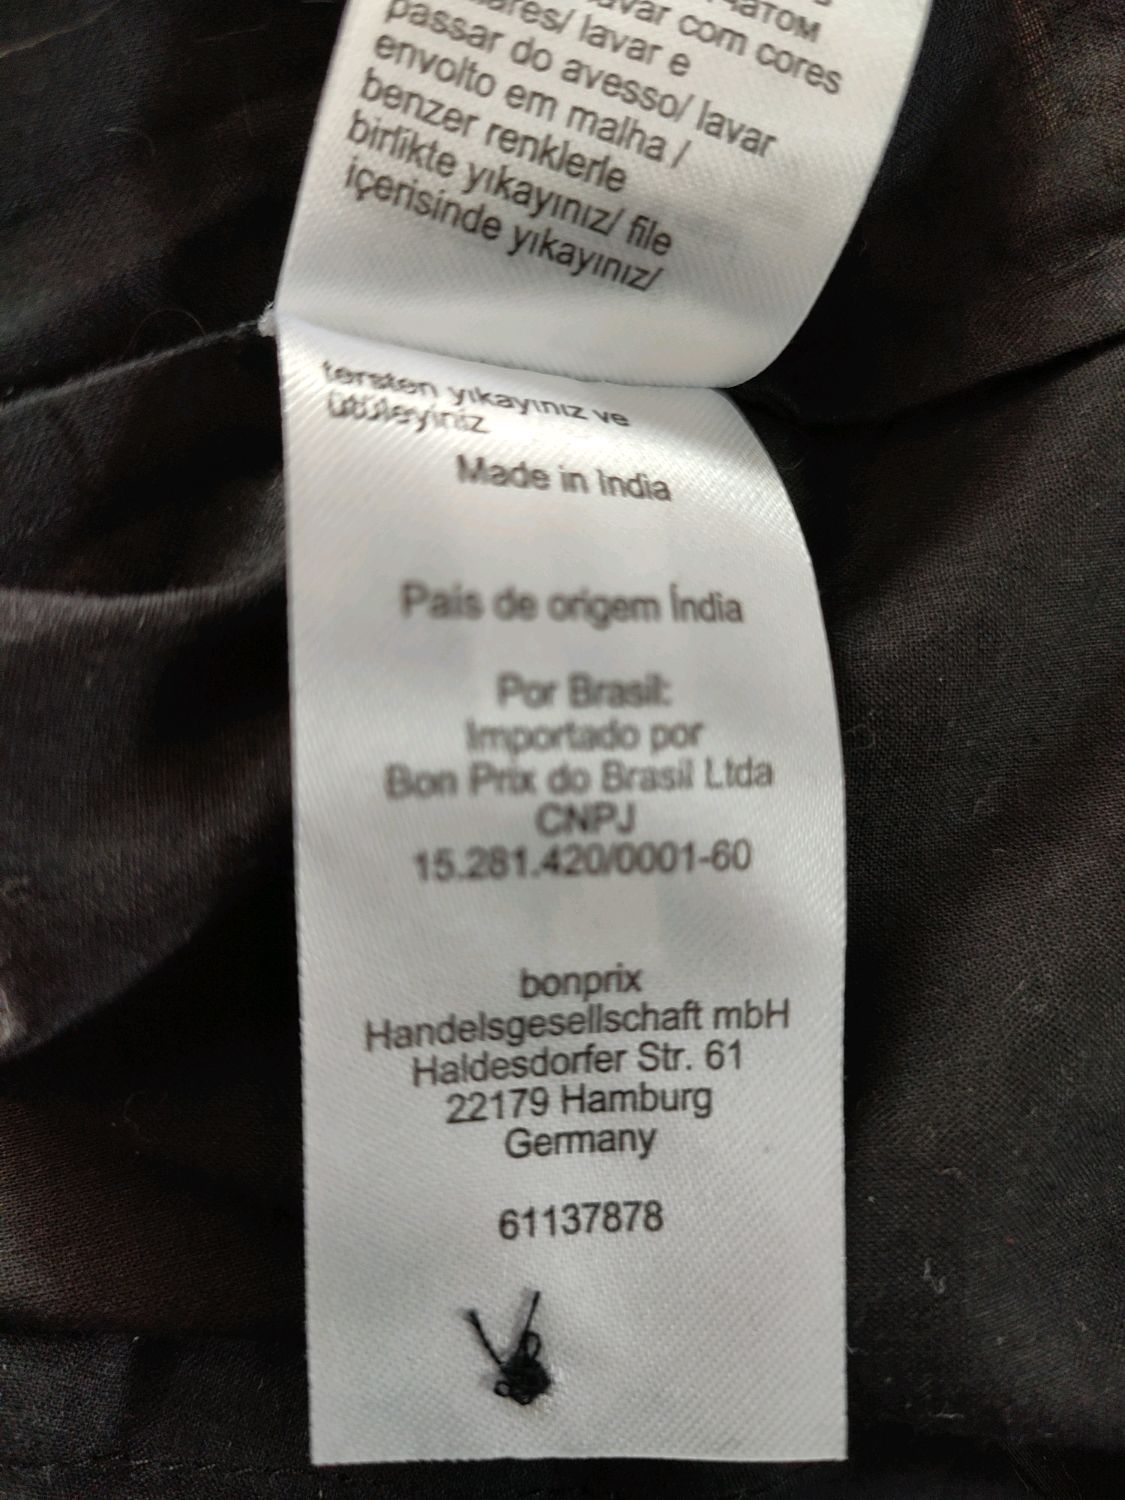 чатом
lavar com cores
lavar e
passar do avesso/ lavar
envolto em malha /
benzer renklerle
birlikte yıkayınız/ file
içerisinde yıkayınız/
tersten yıkayınız ve
ütüleyiniz
Made in India
País de origem Índia
Por Brasil:
Importado por
Bon Prix do Brasil Ltda
CNPJ
15.281.420/0001-60
bonprix
Handelsgesellschaft mbH
Haldesdorfer Str. 61
22179 Hamburg
Germany
61137878